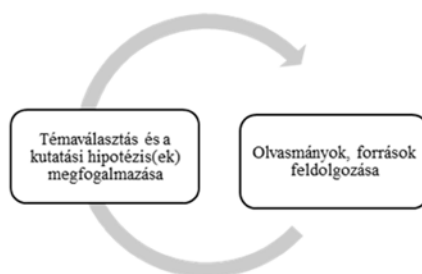 Témaválasztás és a
kutatási hipotézis(ek)
megfogalmazása
Olvasmányok, források
feldolgozása